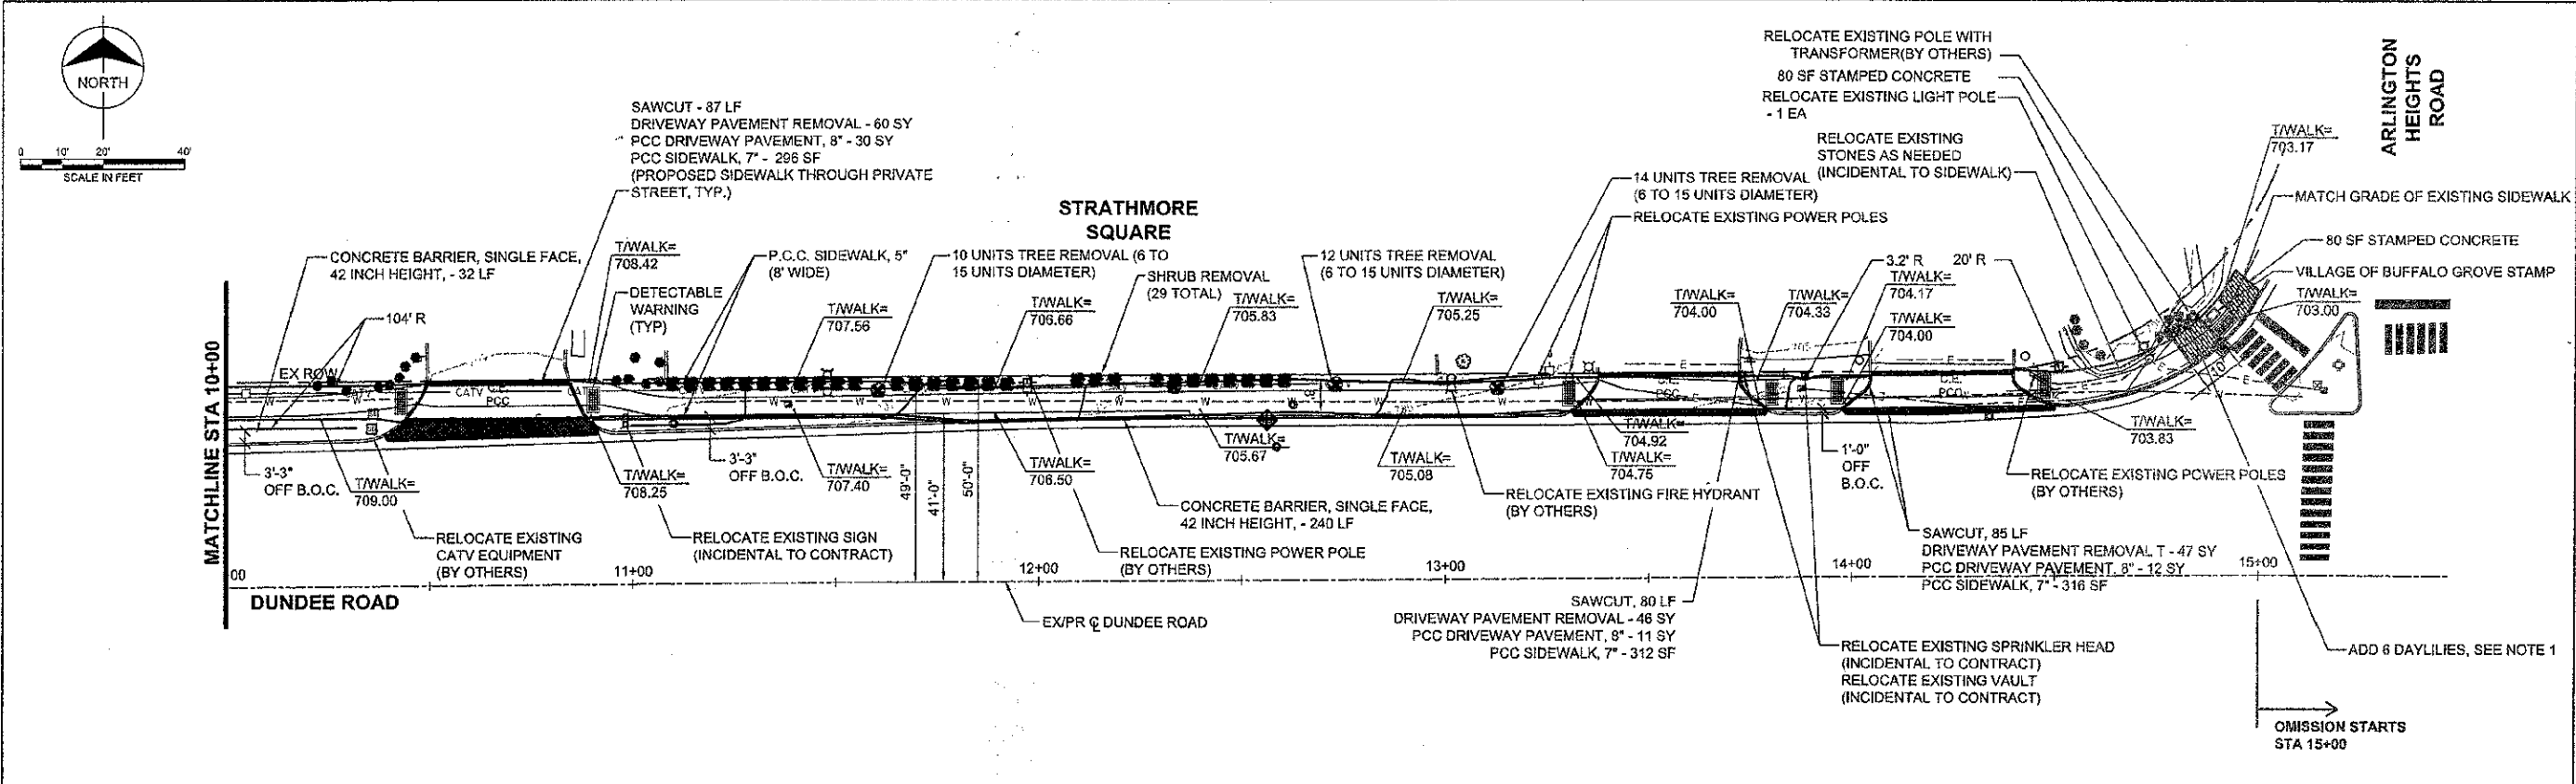 NORTH
0 10' 20' 40'
SCALE IN FEET
SAWCUT - 87 LF
DRIVEWAY PAVEMENT REMOVAL - 60 SY
PCC DRIVEWAY PAVEMENT, 8" - 30 SY
PCC SIDEWALK, 7" - 296 SF
(PROPOSED SIDEWALK THROUGH PRIVATE
STREET, TYP.)
STRATHMORE
SQUARE
RELOCATE EXISTING POLE WITH
TRANSFORMER(BY OTHERS)
80 SF STAMPED CONCRETE
RELOCATE EXISTING LIGHT POLE
- 1 EA
RELOCATE EXISTING
STONES AS NEEDED
(INCIDENTAL TO SIDEWALK)
ARLINGTON
HEIGHTS
ROAD
T/WALK=
703.17
MATCH GRADE OF EXISTING SIDEWALK
80 SF STAMPED CONCRETE
VILLAGE OF BUFFALO GROVE STAMP
T/WALK=
703.00
CONCRETE BARRIER, SINGLE FACE,
42 INCH HEIGHT, - 32 LF
104' R
T/WALK=
708.42
DETECTABLE
WARNING
(TYP)
P.C.C. SIDEWALK, 5"
(8' WIDE)
T/WALK=
707.56
10 UNITS TREE REMOVAL (6 TO
15 UNITS DIAMETER)
T/WALK=
706.66
SHRUB REMOVAL
(29 TOTAL)
T/WALK=
705.83
12 UNITS TREE REMOVAL
(6 TO 15 UNITS DIAMETER)
T/WALK=
705.25
14 UNITS TREE REMOVAL
(6 TO 15 UNITS DIAMETER)
RELOCATE EXISTING POWER POLES
T/WALK=
704.00
T/WALK=
704.33
3.2' R
20' R
T/WALK=
704.17
T/WALK=
704.00
MATCHLINE STA 10+00
EX ROW
CATV
PCC
3'-3"
OFF B.O.C.
T/WALK=
709.00
RELOCATE EXISTING
CATV EQUIPMENT
(BY OTHERS)
T/WALK=
708.25
RELOCATE EXISTING SIGN
(INCIDENTAL TO CONTRACT)
3'-3"
OFF B.O.C.
T/WALK=
707.40
49'-0"
41'-0"
50'-0"
T/WALK=
706.50
RELOCATE EXISTING POWER POLE
(BY OTHERS)
CONCRETE BARRIER, SINGLE FACE,
42 INCH HEIGHT, - 240 LF
T/WALK=
705.67
8'
T/WALK=
705.08
RELOCATE EXISTING FIRE HYDRANT
(BY OTHERS)
T/WALK=
704.92
T/WALK=
704.75
1'-0"
OFF
B.O.C.
T/WALK=
703.83
RELOCATE EXISTING POWER POLES
(BY OTHERS)
10'
SAWCUT, 85 LF
DRIVEWAY PAVEMENT REMOVAL T - 47 SY
PCC DRIVEWAY PAVEMENT, 8" - 12 SY
PCC SIDEWALK, 7" - 316 SF
SAWCUT, 80 LF
DRIVEWAY PAVEMENT REMOVAL - 46 SY
PCC DRIVEWAY PAVEMENT, 8" - 11 SY
PCC SIDEWALK, 7" - 312 SF
RELOCATE EXISTING SPRINKLER HEAD
(INCIDENTAL TO CONTRACT)
RELOCATE EXISTING VAULT
(INCIDENTAL TO CONTRACT)
ADD 6 DAYLILIES, SEE NOTE 1
00 11+00 12+00 13+00 14+00 15+00
DUNDEE ROAD
EX/PR ℄ DUNDEE ROAD
OMISSION STARTS
STA 15+00